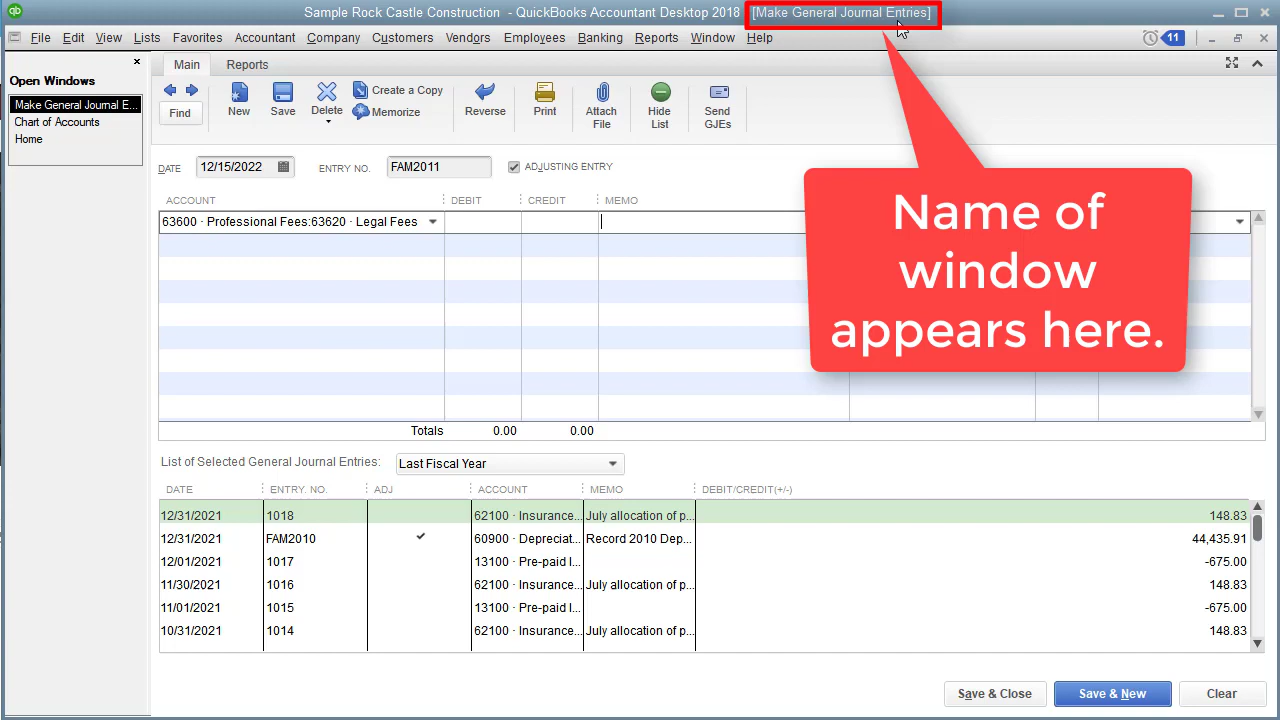 Sample Rock Castle Construction - QuickBooks Accountant Desktop 2018 [Make General Journal Entries]
File Edit View Lists Favorites Accountant Company Customers Vendors Employees Banking Reports Window Help 11
Open Windows
Make General Journal E...
Chart of Accounts
Home
Main Reports
Find New Save Delete Create a Copy
Memorize
Reverse Print Attach File Hide List Send GJEs
DATE 12/15/2022 ENTRY NO. FAM2011 ADJUSTING ENTRY
ACCOUNT DEBIT CREDIT MEMO
63600 · Professional Fees:63620 · Legal Fees
Name of
window
appears here.
Totals 0.00 0.00
List of Selected General Journal Entries: Last Fiscal Year
DATE ENTRY. NO. ADJ ACCOUNT MEMO DEBIT/CREDIT(+/-)
12/31/2021 1018 62100 · Insurance... July allocation of p... 148.83
12/31/2021 FAM2010 ✓ 60900 · Depreciat... Record 2010 Dep... 44,435.91
12/01/2021 1017 13100 · Pre-paid I... -675.00
11/30/2021 1016 62100 · Insurance... July allocation of p... 148.83
11/01/2021 1015 13100 · Pre-paid I... -675.00
10/31/2021 1014 62100 · Insurance... July allocation of p... 148.83
Save & Close Save & New Clear